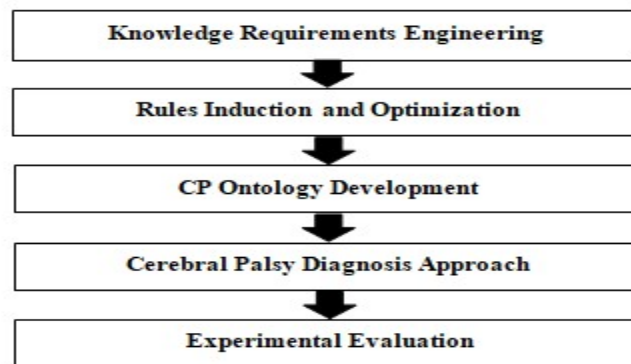 Knowledge Requirements Engineering
Rules Induction and Optimization
CP Ontology Development
Cerebral Palsy Diagnosis Approach
Experimental Evaluation